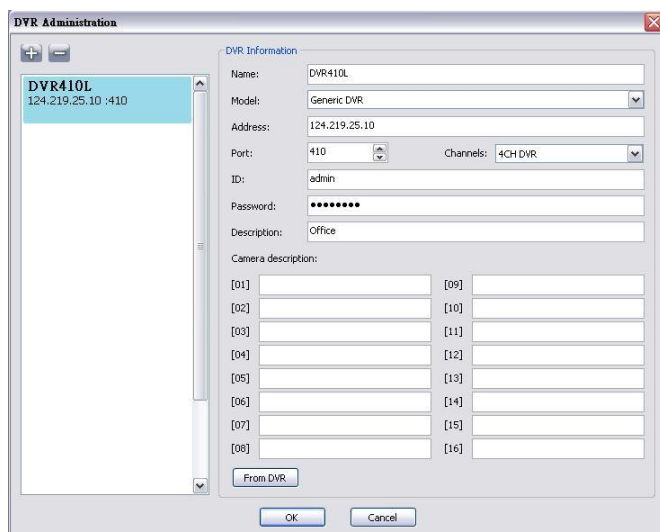 DVR Administration
DVR410L
124.219.25.10 :410
DVR Information
Name: DVR410L
Model: Generic DVR
Address: 124.219.25.10
Port: 410 Channels: 4CH DVR
ID: admin
Password: ●●●●●●●●
Description: Office
Camera description:
[01] [09]
[02] [10]
[03] [11]
[04] [12]
[05] [13]
[06] [14]
[07] [15]
[08] [16]
From DVR
OK Cancel